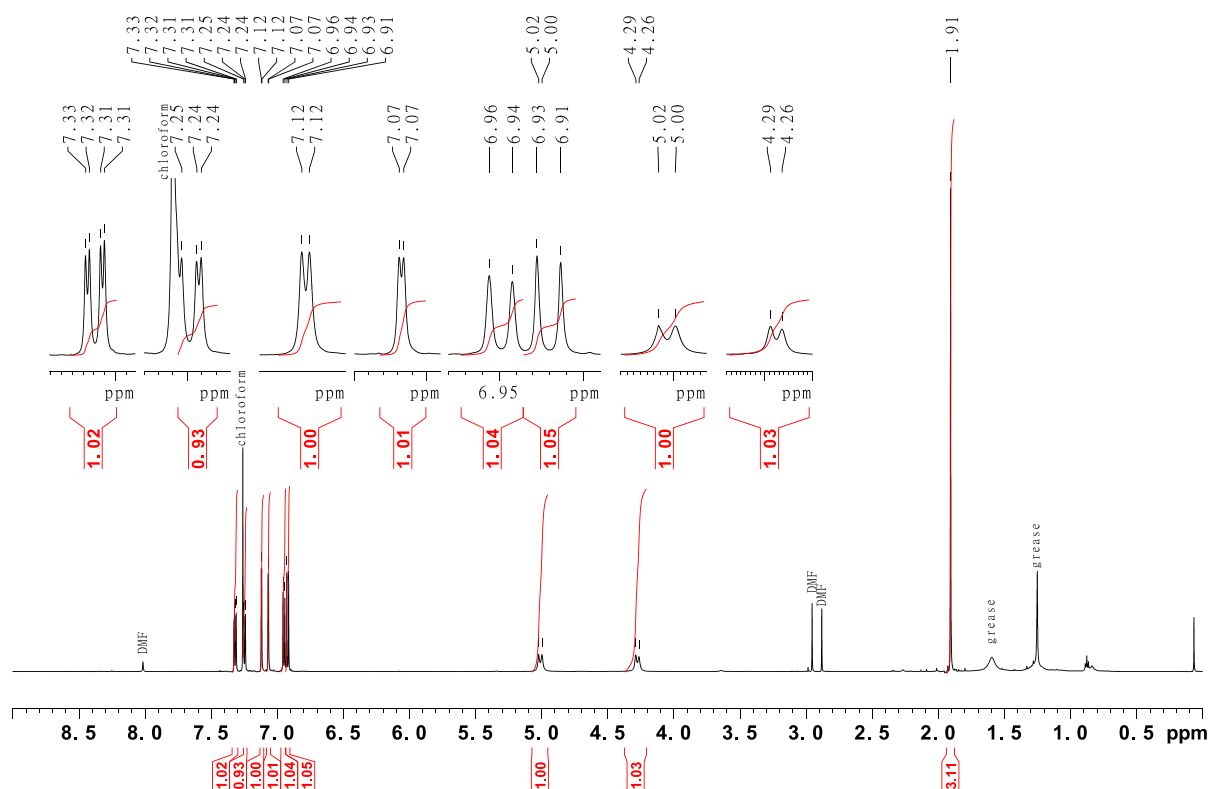 7.33 7.32 7.31 7.31 7.25 7.24 7.24 7.12 7.12 7.07 7.07 6.96 6.94 6.93 6.91 5.02 5.00 4.29 4.26 1.91
7.33 7.32 7.31 7.31 chloroform 7.25 7.24 7.24 7.12 7.12 7.07 7.07 6.96 6.94 6.93 6.91 5.02 5.00 4.29 4.26
ppm ppm ppm ppm 6.95 ppm ppm
1.02 0.93 1.00 1.01 1.04 1.05 1.00 1.03
chloroform
DMF DMF DMF grease grease
8.5 8.0 7.5 7.0 6.5 6.0 5.5 5.0 4.5 4.0 3.5 3.0 2.5 2.0 1.5 1.0 0.5 ppm
1.02 0.93 1.00 1.01 1.04 1.05 1.00 1.03 3.11